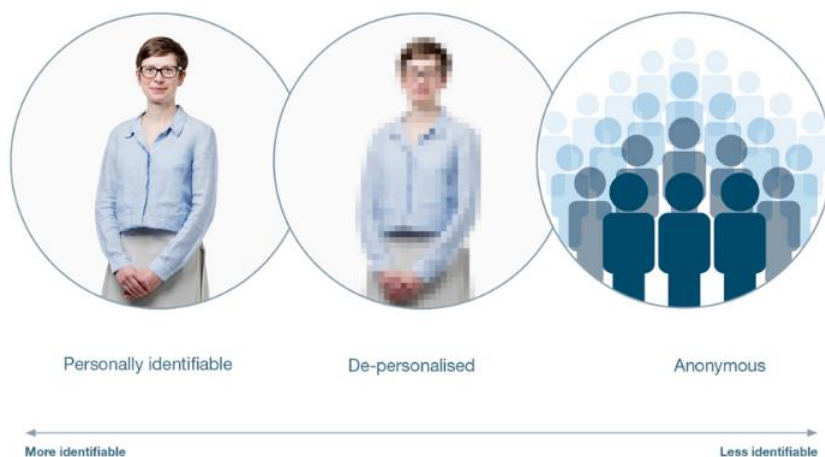 Personally identifiable
De-personalised
Anonymous
More identifiable
Less identifiable